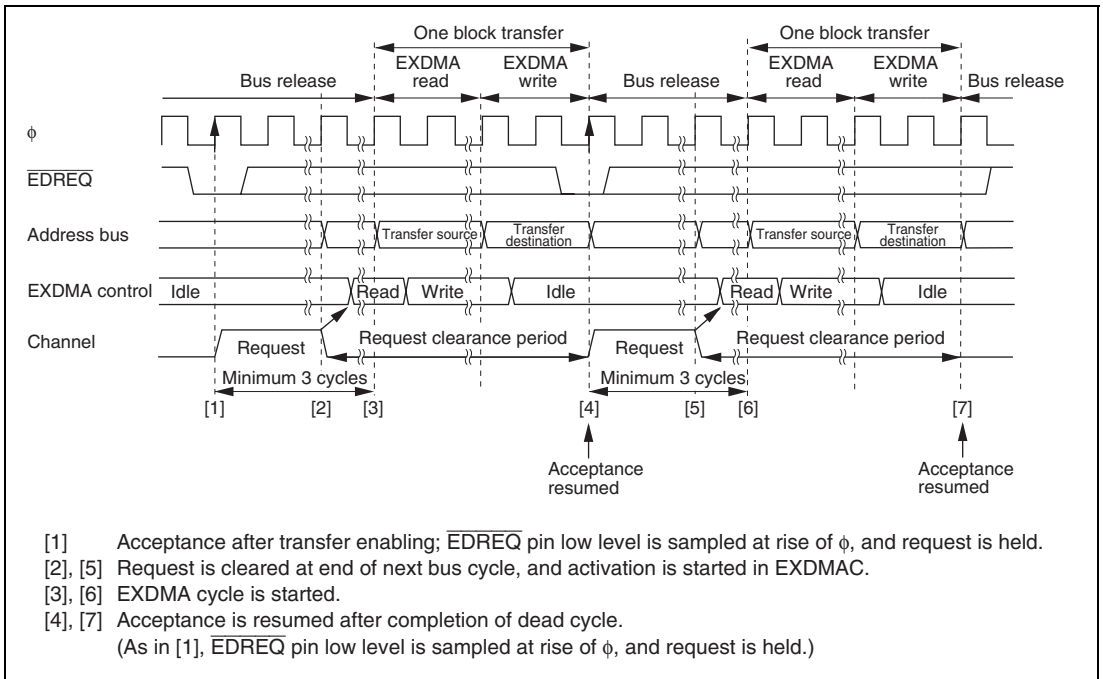 One block transfer One block transfer
EXDMA read EXDMA write EXDMA read EXDMA write
Bus release Bus release Bus release
φ
EDREQ
Address bus Transfer source Transfer destination Transfer source Transfer destination
EXDMA control Idle Read Write Idle Read Write Idle
Channel Request Request clearance period Request Request clearance period
Minimum 3 cycles Minimum 3 cycles
[1] [2] [3] [4] [5] [6] [7]
Acceptance resumed Acceptance resumed
[1] Acceptance after transfer enabling; EDREQ pin low level is sampled at rise of φ, and request is held.
[2], [5] Request is cleared at end of next bus cycle, and activation is started in EXDMAC.
[3], [6] EXDMA cycle is started.
[4], [7] Acceptance is resumed after completion of dead cycle.
(As in [1], EDREQ pin low level is sampled at rise of φ, and request is held.)